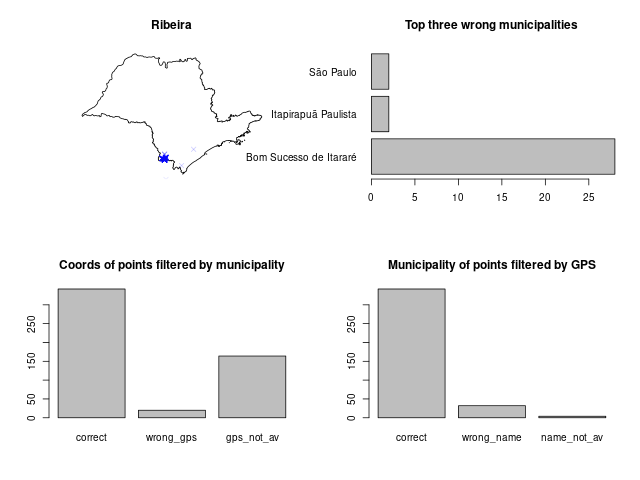 Ribeira
Top three wrong municipalities
São Paulo
Itapirapuã Paulista
Bom Sucesso de Itararé
0 5 10 15 20 25
Coords of points filtered by municipality
0 50 150 250
correct wrong_gps gps_not_av
Municipality of points filtered by GPS
0 50 150 250
correct wrong_name name_not_av